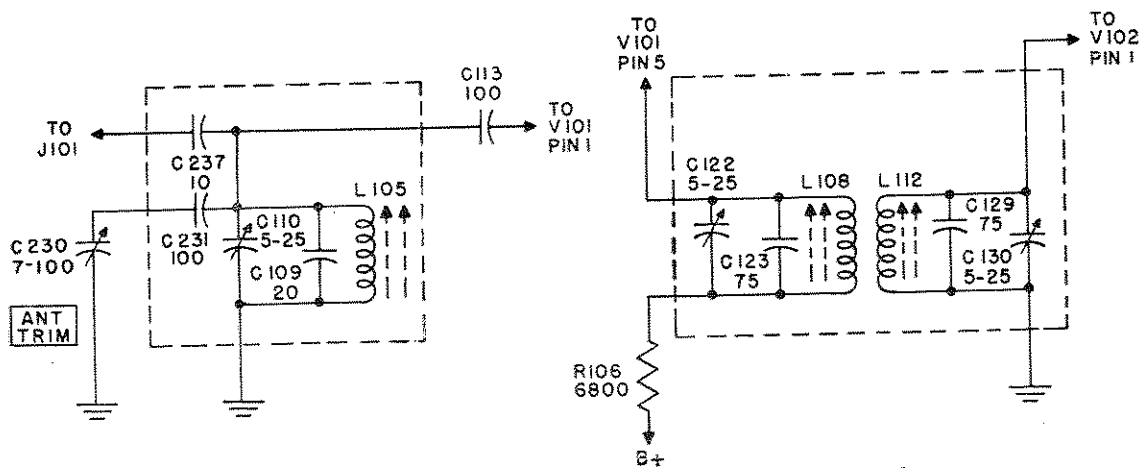 TO
J101
C237
10
C113
100
TO
V101
PIN 1
C230
7-100
C231
100
C110
5-25
C109
20
L105
ANT
TRIM
TO
V101
PIN 5
TO
V102
PIN 1
C122
5-25
L108
L112
C123
75
C129
75
C130
5-25
R106
6800
B+